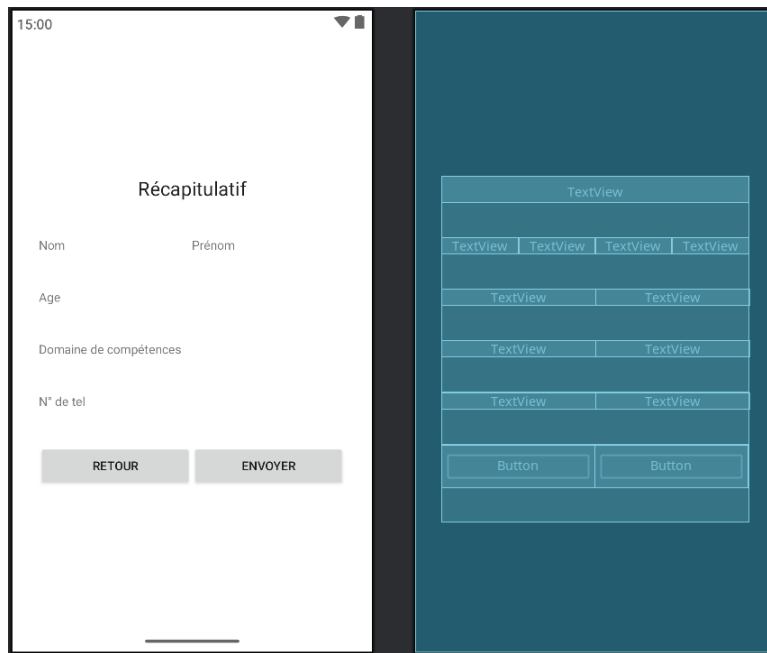 15:00
Récapitulatif
Nom Prénom
Age
Domaine de compétences
N° de tel
RETOUR ENVOYER
TextView
TextView TextView TextView TextView
TextView TextView
TextView TextView
TextView TextView
Button Button